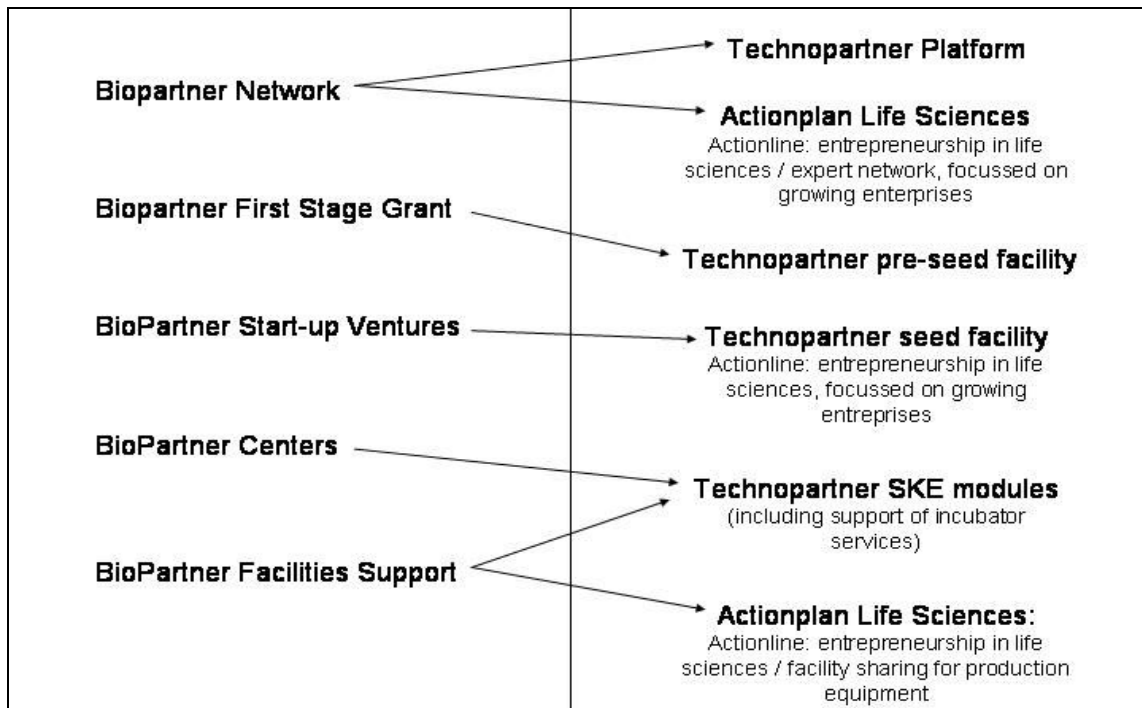 Biopartner Network
Biopartner First Stage Grant
BioPartner Start-up Ventures
BioPartner Centers
BioPartner Facilities Support
Technopartner Platform
Actionplan Life Sciences
Actionline: entrepreneurship in life
sciences / expert network, focussed on
growing enterprises
Technopartner pre-seed facility
Technopartner seed facility
Actionline: entrepreneurship in life
sciences, focussed on growing
entreprises
Technopartner SKE modules
(including support of incubator
services)
Actionplan Life Sciences:
Actionline: entrepreneurship in life
sciences / facility sharing for production
equipment